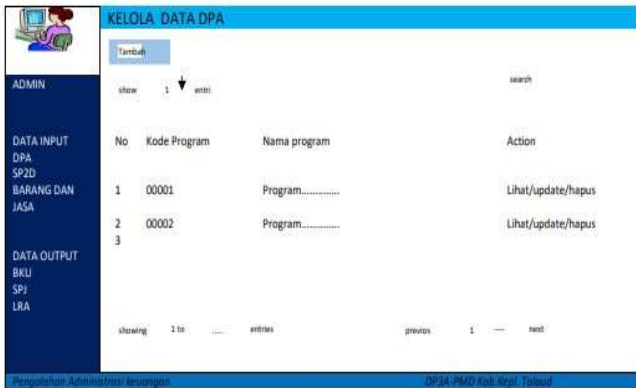 KELOLA DATA DPA
Tambah
ADMIN
show 1 entri
search
DATA INPUT
DPA
SP2D
BARANG DAN
JASA
DATA OUTPUT
BKU
SPJ
LRA
No Kode Program Nama program Action
1 00001 Program.............. Lihat/update/hapus
2 00002 Program.............. Lihat/update/hapus
3
showing 1 to ...... entries previos 1 ---- next
Pengolahan Administrasi keuangan DP3A-PMD Kab.Kepl. Talaud